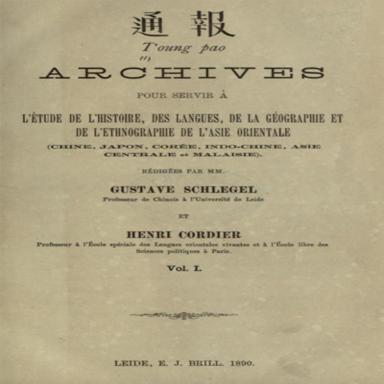 通報
T'oung pao
ARCHIVES
POUR SERVIR À
L'ÉTUDE DE L'HISTOIRE, DES LANGUES, DE LA GÉOGRAPHIE ET
DE L'ETHNOGRAPHIE DE L'ASIE ORIENTALE
(CHINE, JAPON, CORÉE, INDO-CHINE, ASIE
CENTRALE et MALAISIE).
RÉDIGÉES PAR MM.
GUSTAVE SCHLEGEL
Professeur de Chinois à l'Université de Leide
ET
HENRI CORDIER
Professeur à l'École spéciale des Langues orientales vivantes et à l'École libre des
Sciences politiques à Paris.
Vol. I.
LEIDE, E. J. BRILL. 1890.